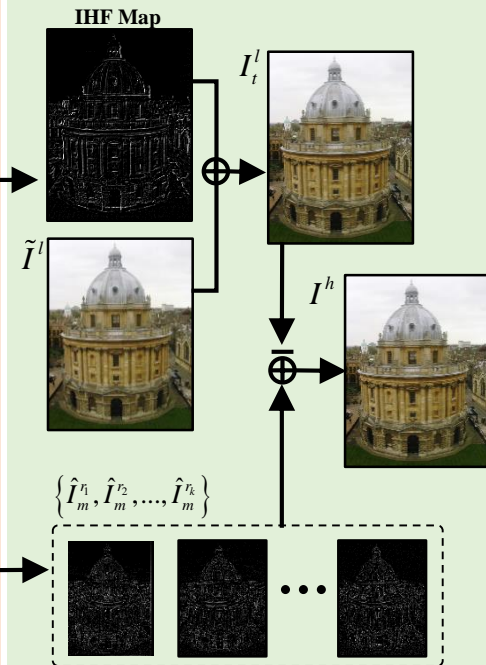 IHF Map
I_t^l
Ĩ^l
I^h
{Î_m^{r_1}, Î_m^{r_2}, ..., Î_m^{r_k}}